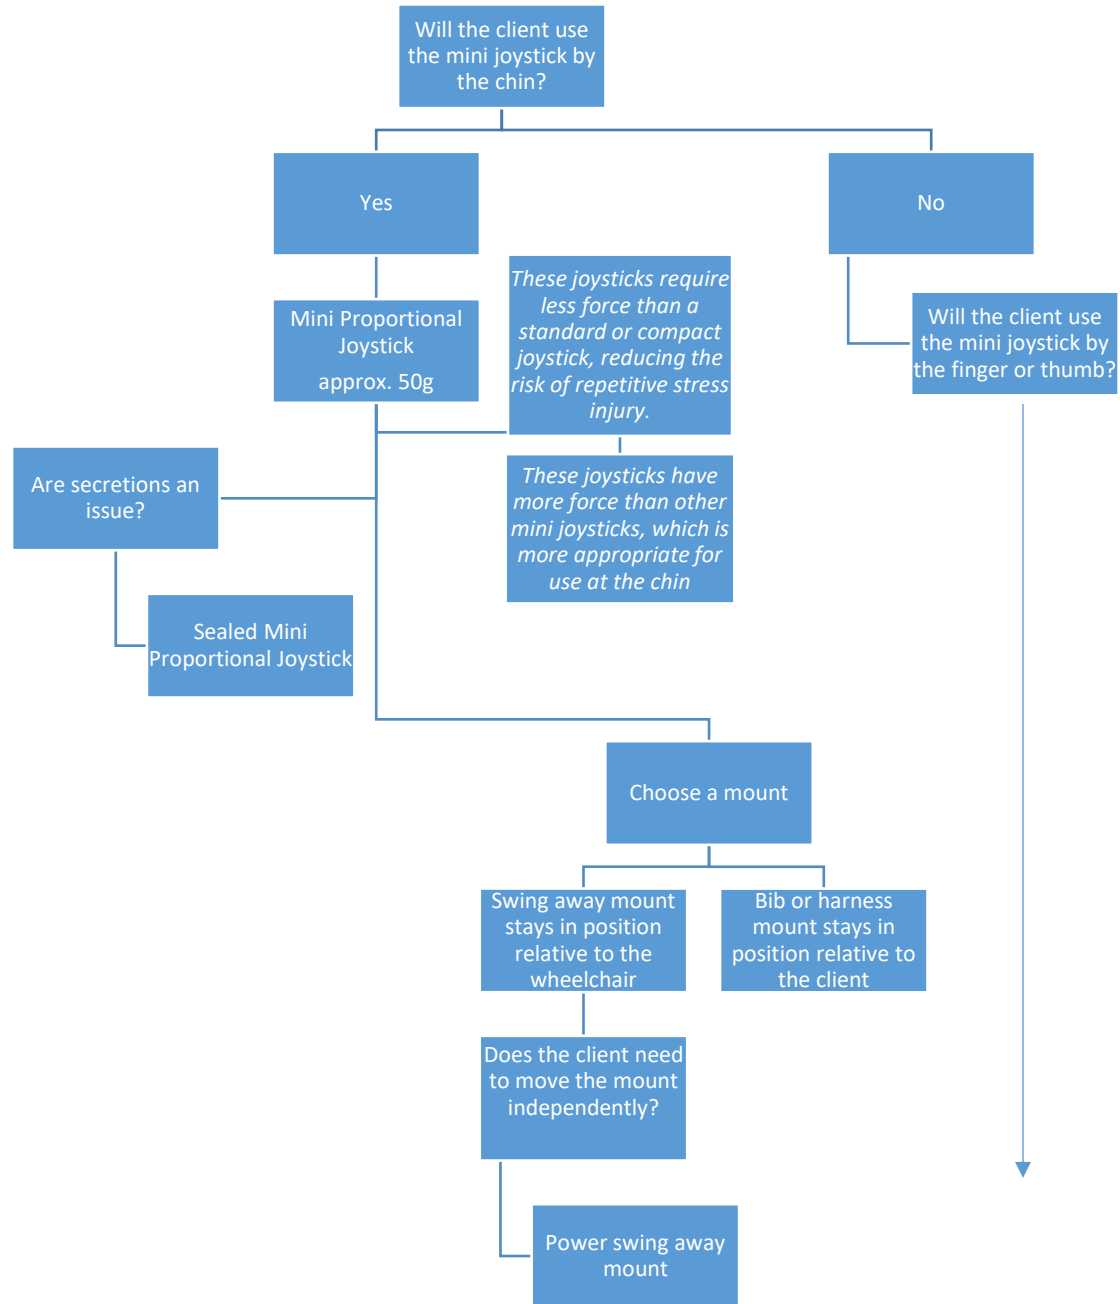 Will the client use
the mini joystick by
the chin?
Yes
No
Mini Proportional
Joystick
approx. 50g
These joysticks require
less force than a
standard or compact
joystick, reducing the
risk of repetitive stress
injury.
Will the client use
the mini joystick by
the finger or thumb?
Are secretions an
issue?
These joysticks have
more force than other
mini joysticks, which is
more appropriate for
use at the chin
Sealed Mini
Proportional Joystick
Choose a mount
Swing away mount
stays in position
relative to the
wheelchair
Bib or harness
mount stays in
position relative to
the client
Does the client need
to move the mount
independently?
Power swing away
mount